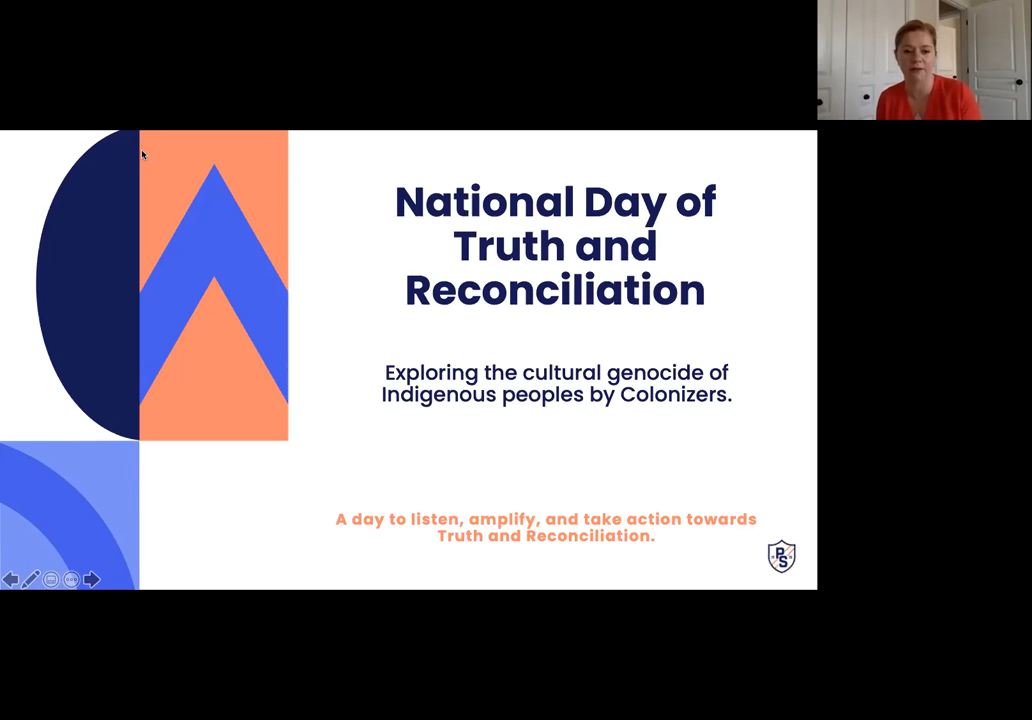 National Day of
Truth and
Reconciliation
Exploring the cultural genocide of
Indigenous peoples by Colonizers.
A day to listen, amplify, and take action towards
Truth and Reconciliation.
PS